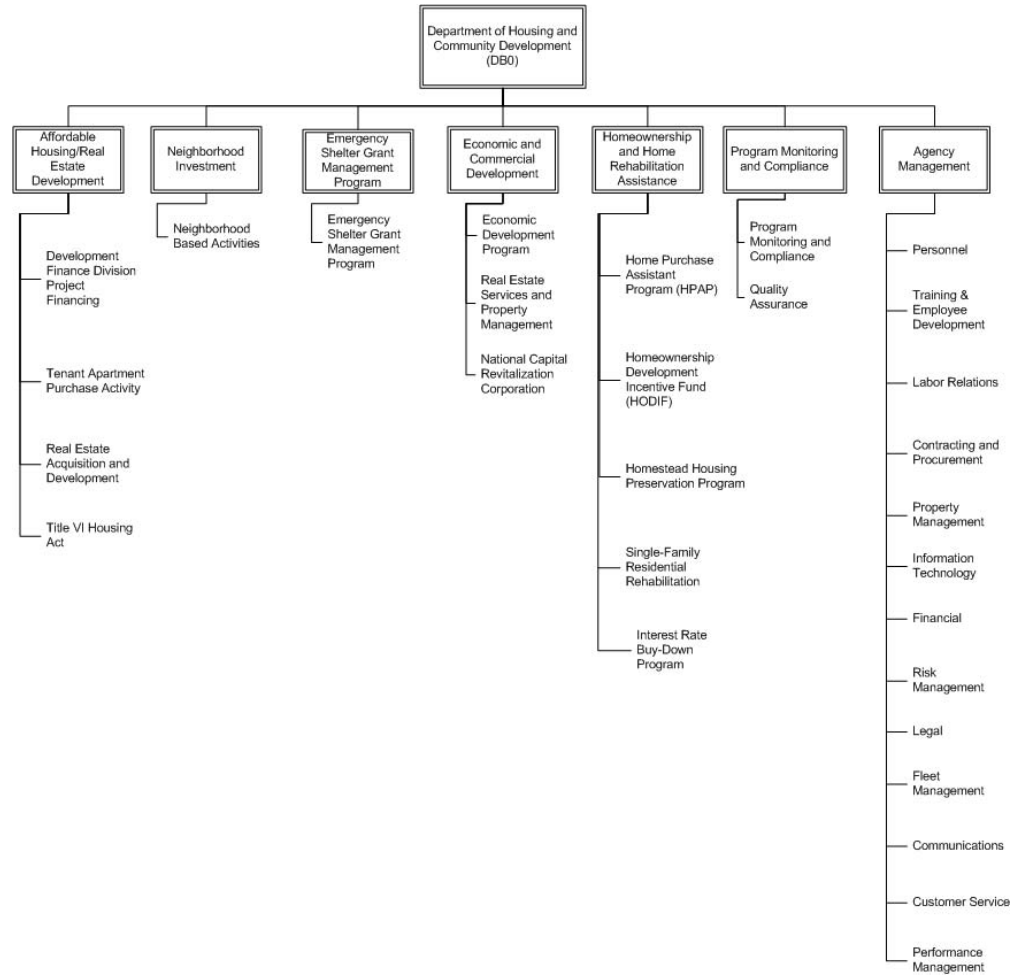 Department of Housing and
Community Development
(DB0)
Affordable
Housing/Real
Estate
Development
Neighborhood
Investment
Emergency
Shelter Grant
Management
Program
Economic and
Commercial
Development
Homeownership
and Home
Rehabilitation
Assistance
Program Monitoring
and Compliance
Agency
Management
Development
Finance Division
Project
Financing
Tenant Apartment
Purchase Activity
Real Estate
Acquisition and
Development
Title VI Housing
Act
Neighborhood
Based Activities
Emergency
Shelter Grant
Management
Program
Economic
Development
Program
Real Estate
Services and
Property
Management
National Capital
Revitalization
Corporation
Home Purchase
Assistant
Program (HPAP)
Homeownership
Development
Incentive Fund
(HODIF)
Homestead Housing
Preservation Program
Single-Family
Residential
Rehabilitation
Interest Rate
Buy-Down
Program
Program
Monitoring and
Compliance
Quality
Assurance
Personnel
Training &
Employee
Development
Labor Relations
Contracting and
Procurement
Property
Management
Information
Technology
Financial
Risk
Management
Legal
Fleet
Management
Communications
Customer Service
Performance
Management